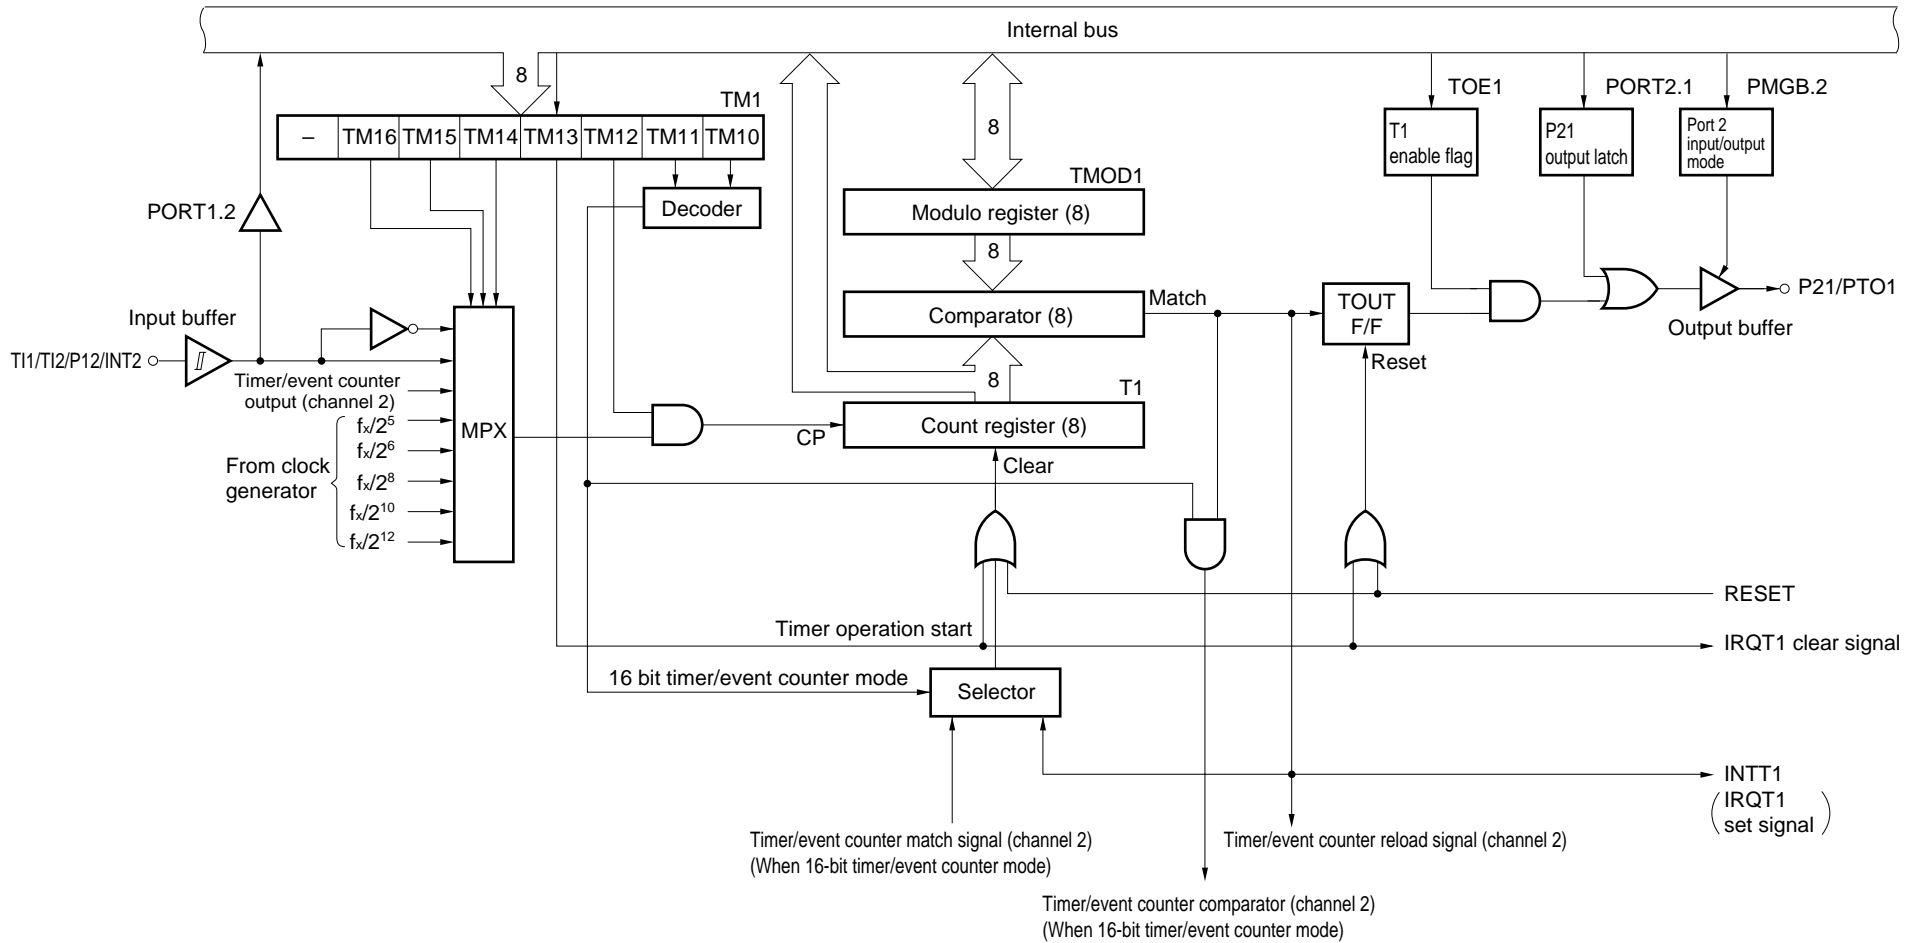 Internal bus
8
TM1
– TM16 TM15 TM14 TM13 TM12 TM11 TM10
Decoder
PORT1.2
Input buffer
TI1/TI2/P12/INT2
Timer/event counter
output (channel 2)
fx/2⁵
fx/2⁶
fx/2⁸
fx/2¹⁰
fx/2¹²
From clock
generator
MPX
CP
8
TMOD1
Modulo register (8)
8
Comparator (8)
Match
8
T1
Count register (8)
Clear
TOE1
T1
enable flag
PORT2.1
P21
output latch
PMGB.2
Port 2
input/output
mode
TOUT
F/F
Reset
Output buffer
P21/PTO1
RESET
Timer operation start
IRQT1 clear signal
16 bit timer/event counter mode
Selector
INTT1
(IRQT1
set signal)
Timer/event counter match signal (channel 2)
(When 16-bit timer/event counter mode)
Timer/event counter reload signal (channel 2)
Timer/event counter comparator (channel 2)
(When 16-bit timer/event counter mode)